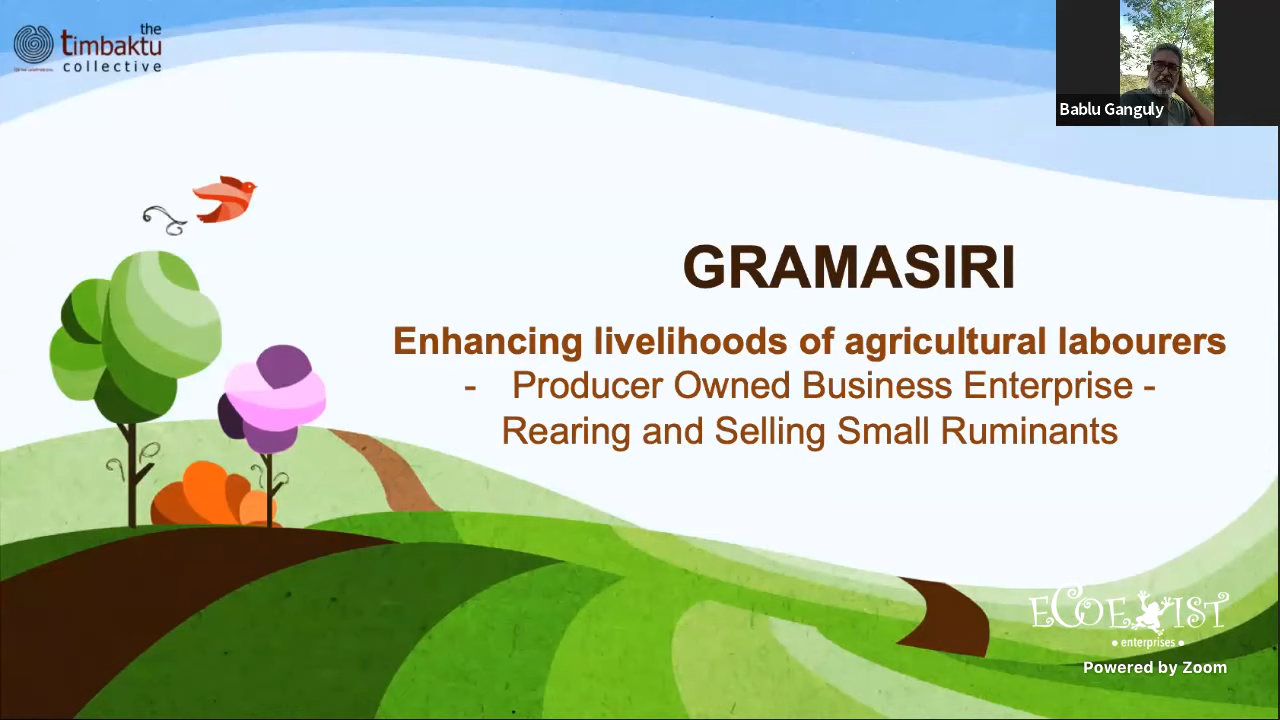 the
timbaktu
collective
Bablu Ganguly
GRAMASIRI
Enhancing livelihoods of agricultural labourers
- Producer Owned Business Enterprise -
Rearing and Selling Small Ruminants
ECOEXIST
• enterprises •
Powered by Zoom